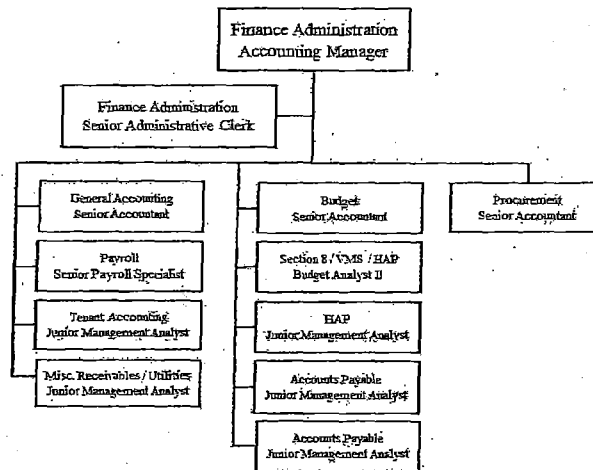 Finance Administration
Accounting Manager
Finance Administration
Senior Administrative Clerk
General Accounting
Senior Accountant
Payroll
Senior Payroll Specialist
Tenant Accounting
Junior Management Analyst
Misc. Receivables / Utilities
Junior Management Analyst
Budget
Senior Accountant
Section 8 / VMS / HAP
Budget Analyst II
HAP
Junior Management Analyst
Accounts Payable
Junior Management Analyst
Accounts Payable
Junior Management Analyst
Procurement
Senior Accountant